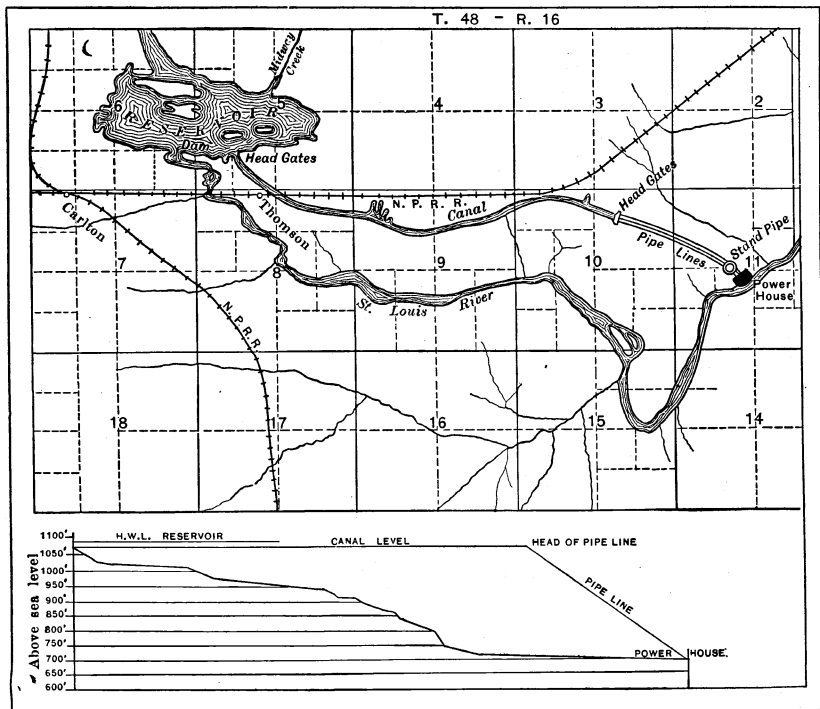 T. 48 – R. 16
Midway Creek
6
5
4
3
2
RESERVOIR
Dam
Head Gates
Head Gates
N. P. R. R.
Canal
Thomson
Carlton
Stand Pipe
Pipe Lines
7
8
9
10
11
Power House
St. Louis River
N. P. R. R.
18
17
16
15
14
H.W.L. RESERVOIR
CANAL LEVEL
HEAD OF PIPE LINE
PIPE LINE
POWER HOUSE.
Above sea level
1100'
1050'
950'
900'
850'
800'
750'
700'
650'
600'